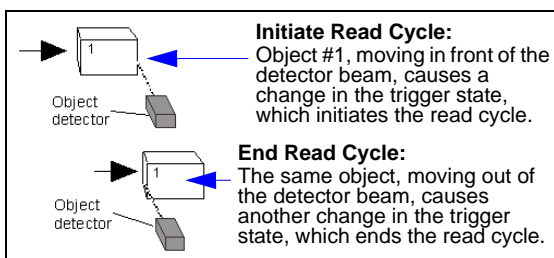 1
Object
detector
Initiate Read Cycle:
Object #1, moving in front of the
detector beam, causes a
change in the trigger state,
which initiates the read cycle.
1
Object
detector
End Read Cycle:
The same object, moving out of
the detector beam, causes
another change in the trigger
state, which ends the read cycle.